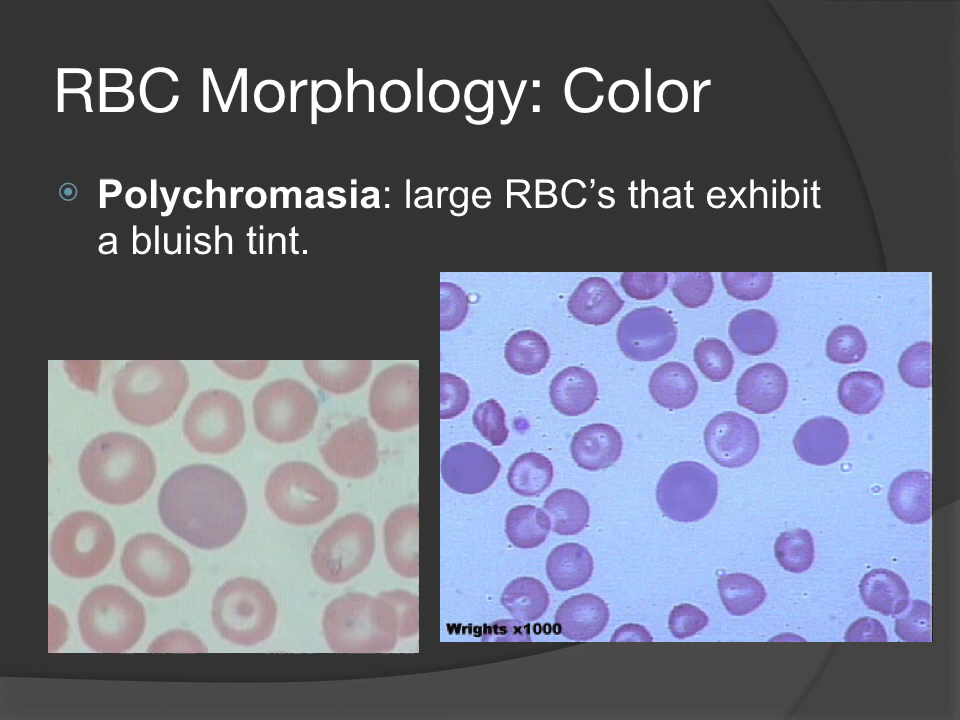 RBC Morphology: Color
Polychromasia: large RBC’s that exhibit
a bluish tint.
Wrights x1000